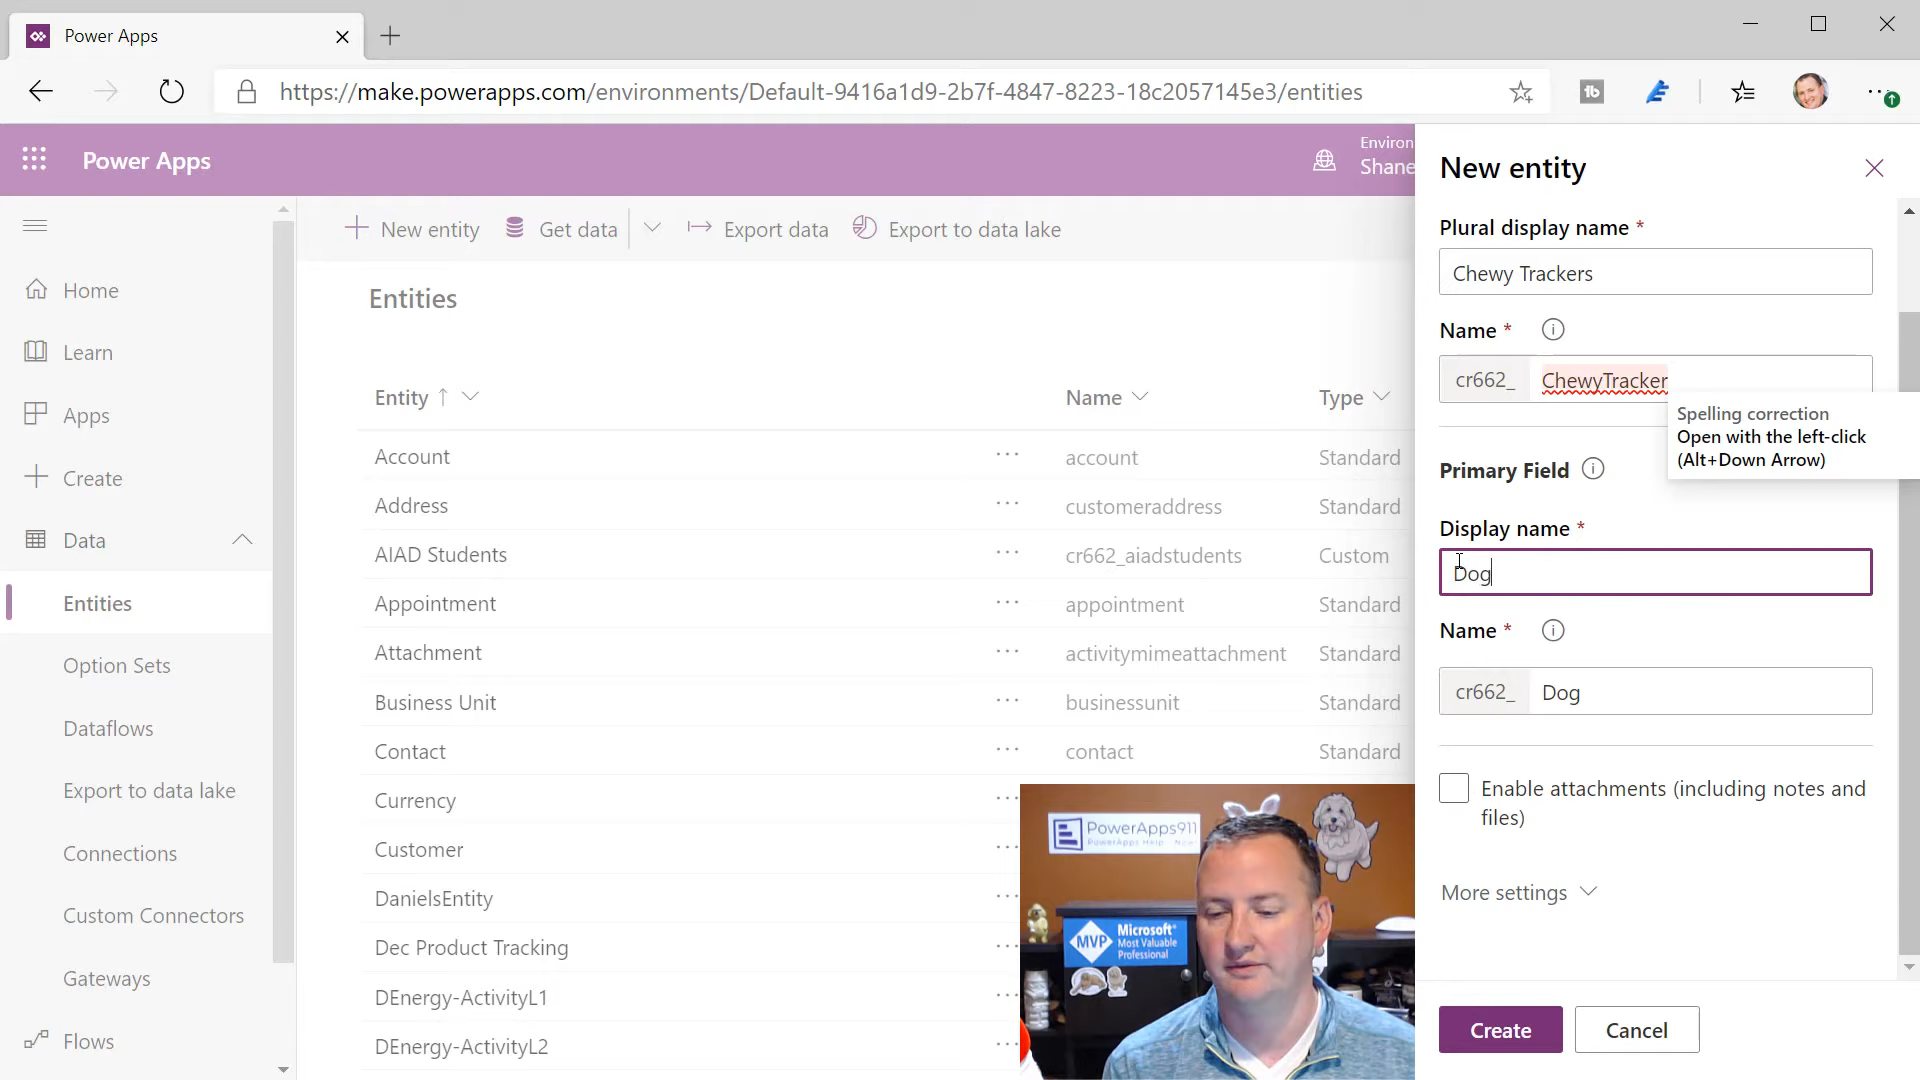 Power Apps
https://make.powerapps.com/environments/Default-9416a1d9-2b7f-4847-8223-18c2057145e3/entities
Power Apps
Environ
Shane
Home
Learn
Apps
Create
Data
Entities
Option Sets
Dataflows
Export to data lake
Connections
Custom Connectors
Gateways
Flows
New entity
Get data
Export data
Export to data lake
Entities
Entity
Name
Type
Account
account
Standard
Address
customeraddress
Standard
AIAD Students
cr662_aiadstudents
Custom
Appointment
appointment
Standard
Attachment
activitymimeattachment
Standard
Business Unit
businessunit
Standard
Contact
contact
Standard
Currency
Customer
DanielsEntity
Dec Product Tracking
DEnergy-ActivityL1
DEnergy-ActivityL2
PowerApps911
PowerApps Help Now!
MVP
Microsoft®
Most Valuable
Professional
New entity
Plural display name *
Chewy Trackers
Name *
cr662_ ChewyTracker
Spelling correction
Open with the left-click
(Alt+Down Arrow)
Primary Field
Display name *
Dog
Name *
cr662_ Dog
Enable attachments (including notes and
files)
More settings
Create
Cancel